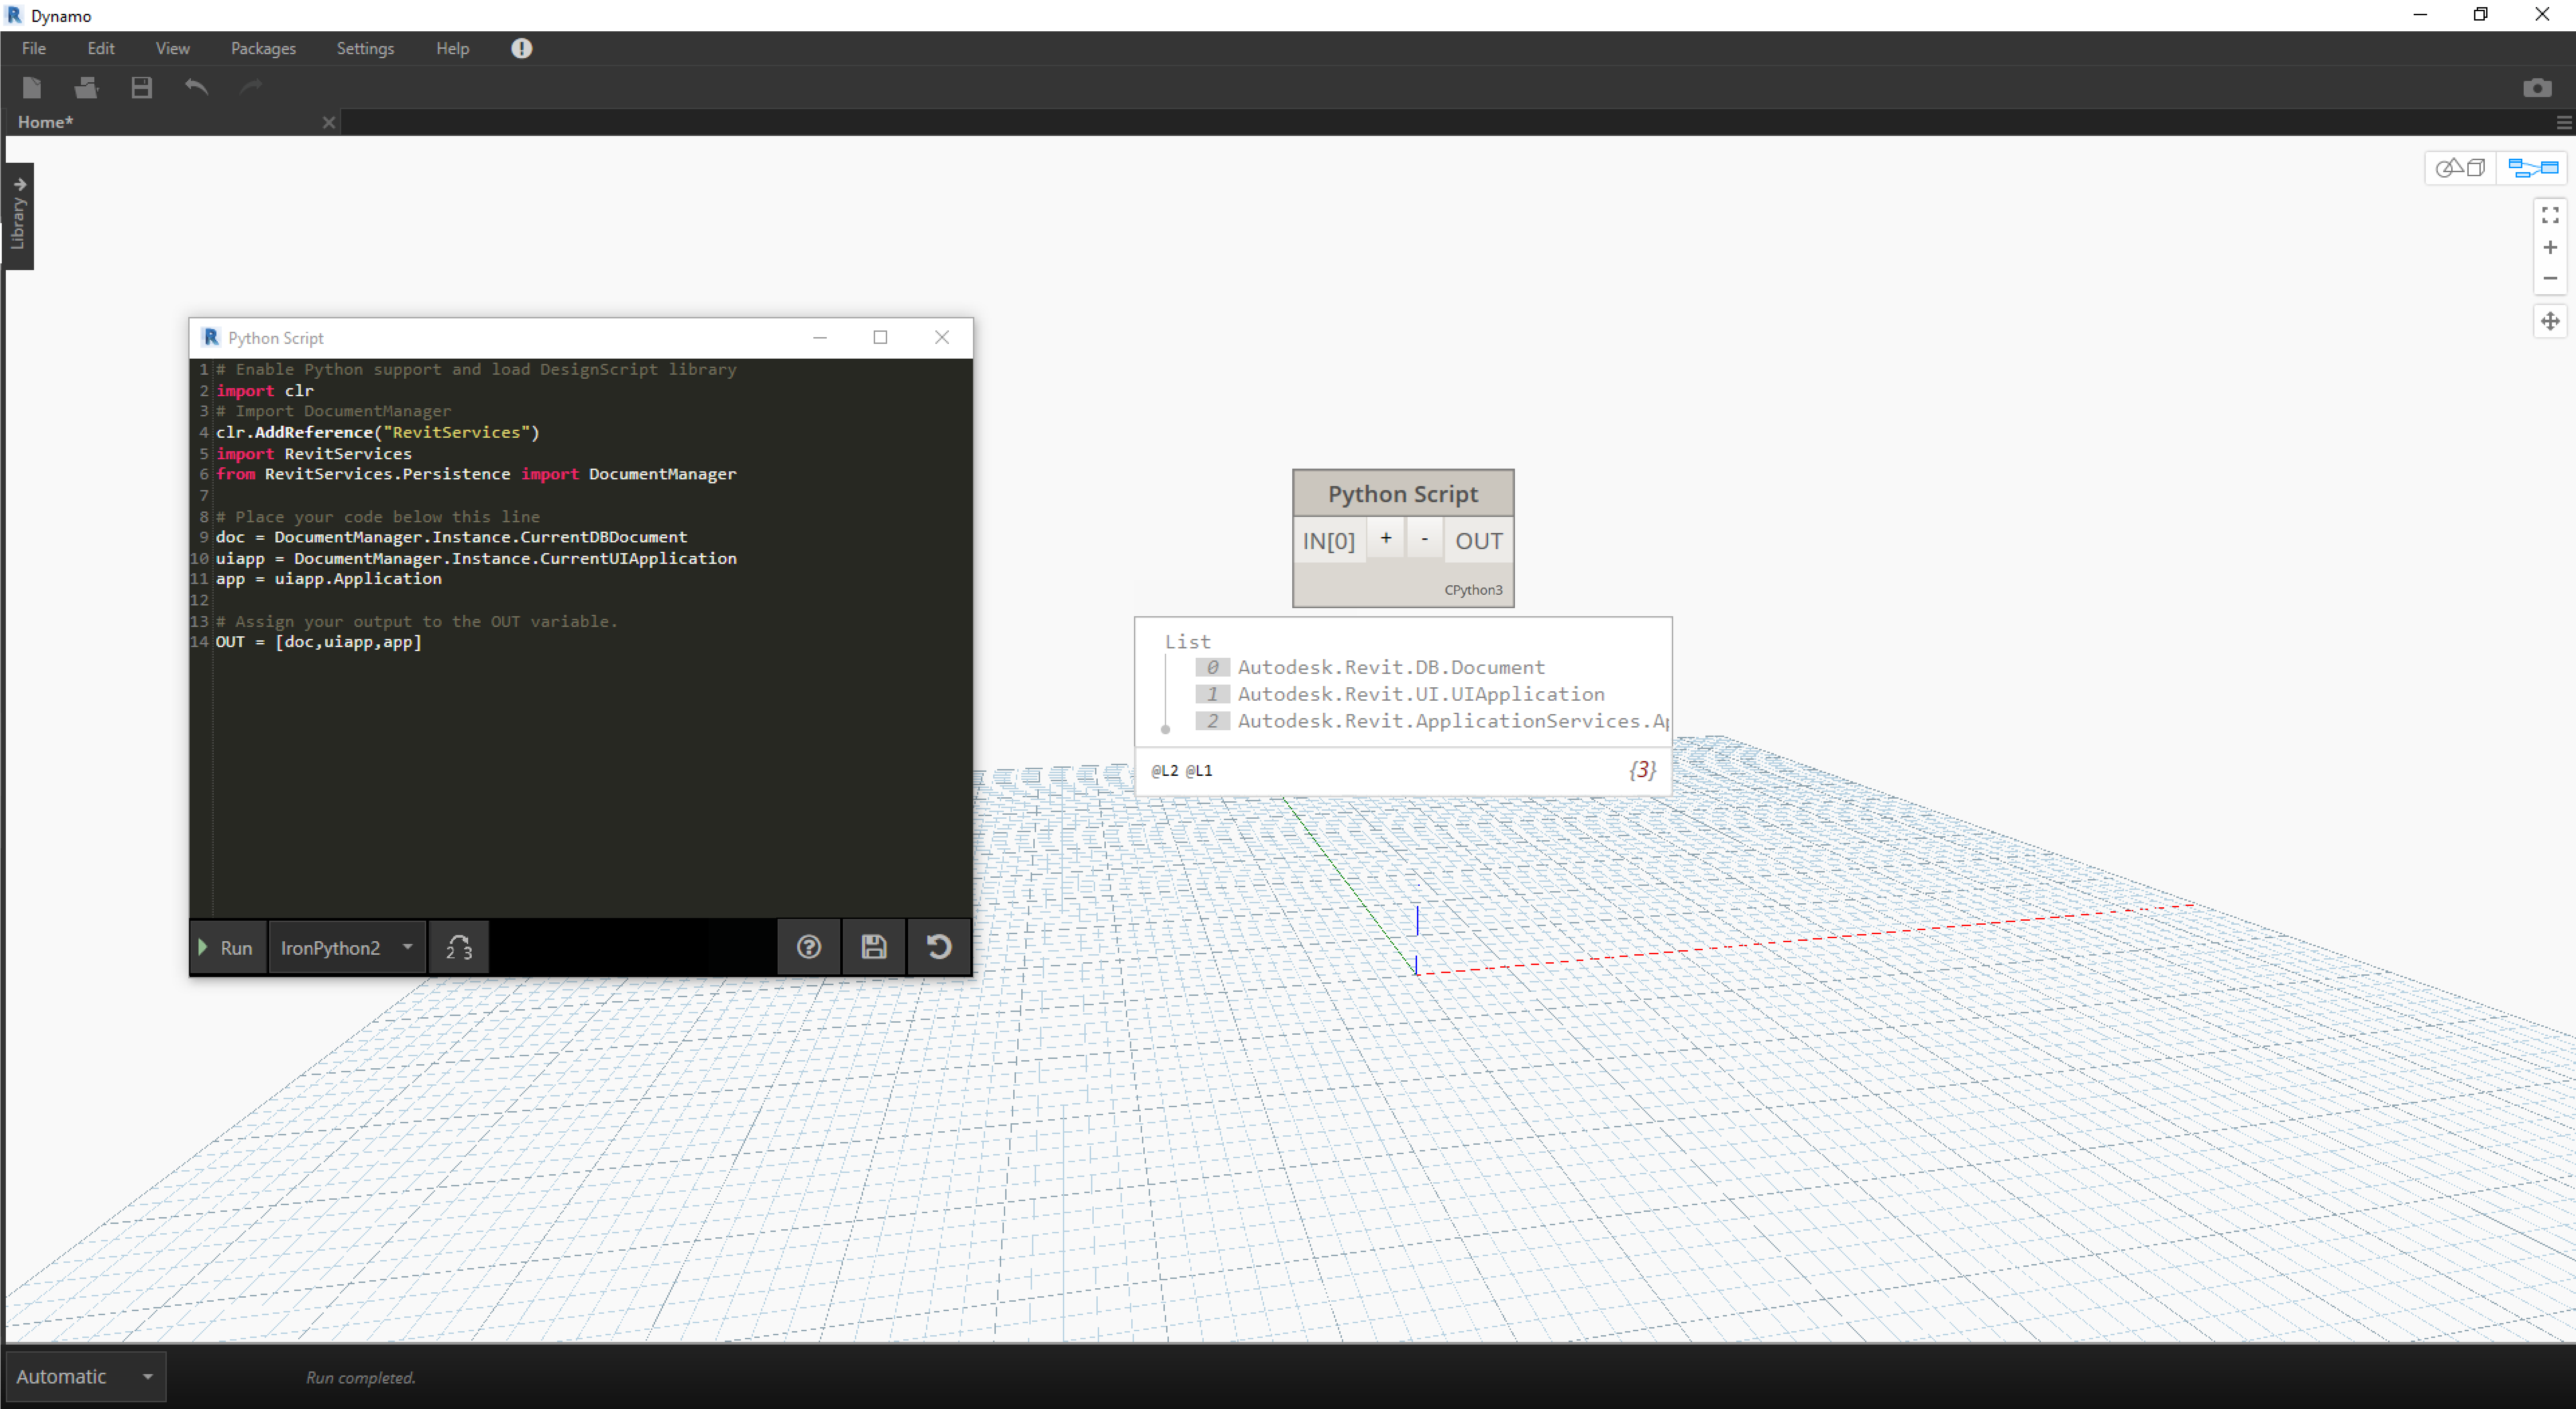 Dynamo
File Edit View Packages Settings Help
Home*
Library
Python Script
1 # Enable Python support and load DesignScript library
2 import clr
3 # Import DocumentManager
4 clr.AddReference("RevitServices")
5 import RevitServices
6 from RevitServices.Persistence import DocumentManager
7
8 # Place your code below this line
9 doc = DocumentManager.Instance.CurrentDBDocument
10 uiapp = DocumentManager.Instance.CurrentUIApplication
11 app = uiapp.Application
12
13 # Assign your output to the OUT variable.
14 OUT = [doc,uiapp,app]
Run IronPython2 2 3
Python Script
IN[0] + - OUT
CPython3
List
0 Autodesk.Revit.DB.Document
1 Autodesk.Revit.UI.UIApplication
2 Autodesk.Revit.ApplicationServices.Ap
@L2 @L1 {3}
Automatic Run completed.